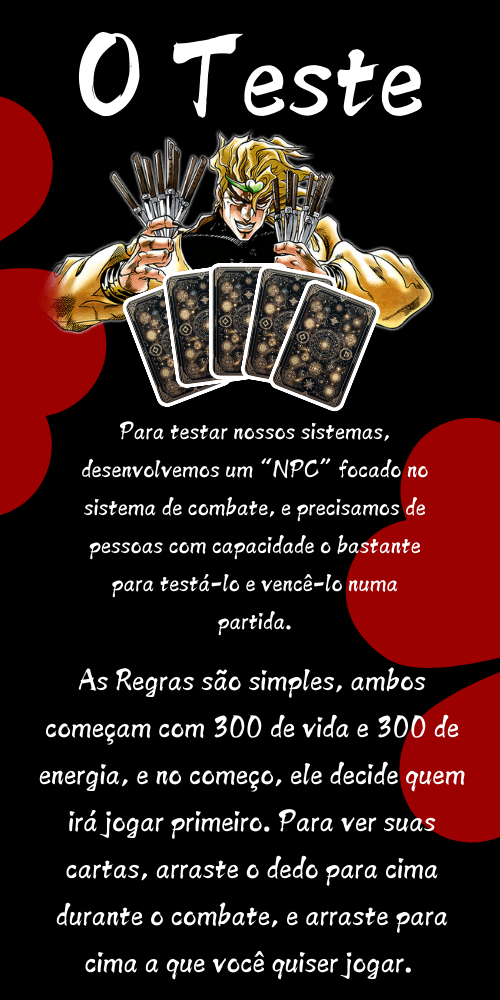 O Teste
Para testar nossos sistemas,
desenvolvemos um “NPC” focado no
sistema de combate, e precisamos de
pessoas com capacidade o bastante
para testá-lo e vencê-lo numa
partida.
As Regras são simples, ambos
começam com 300 de vida e 300 de
energia, e no começo, ele decide quem
irá jogar primeiro. Para ver suas
cartas, arraste o dedo para cima
durante o combate, e arraste para
cima a que você quiser jogar.